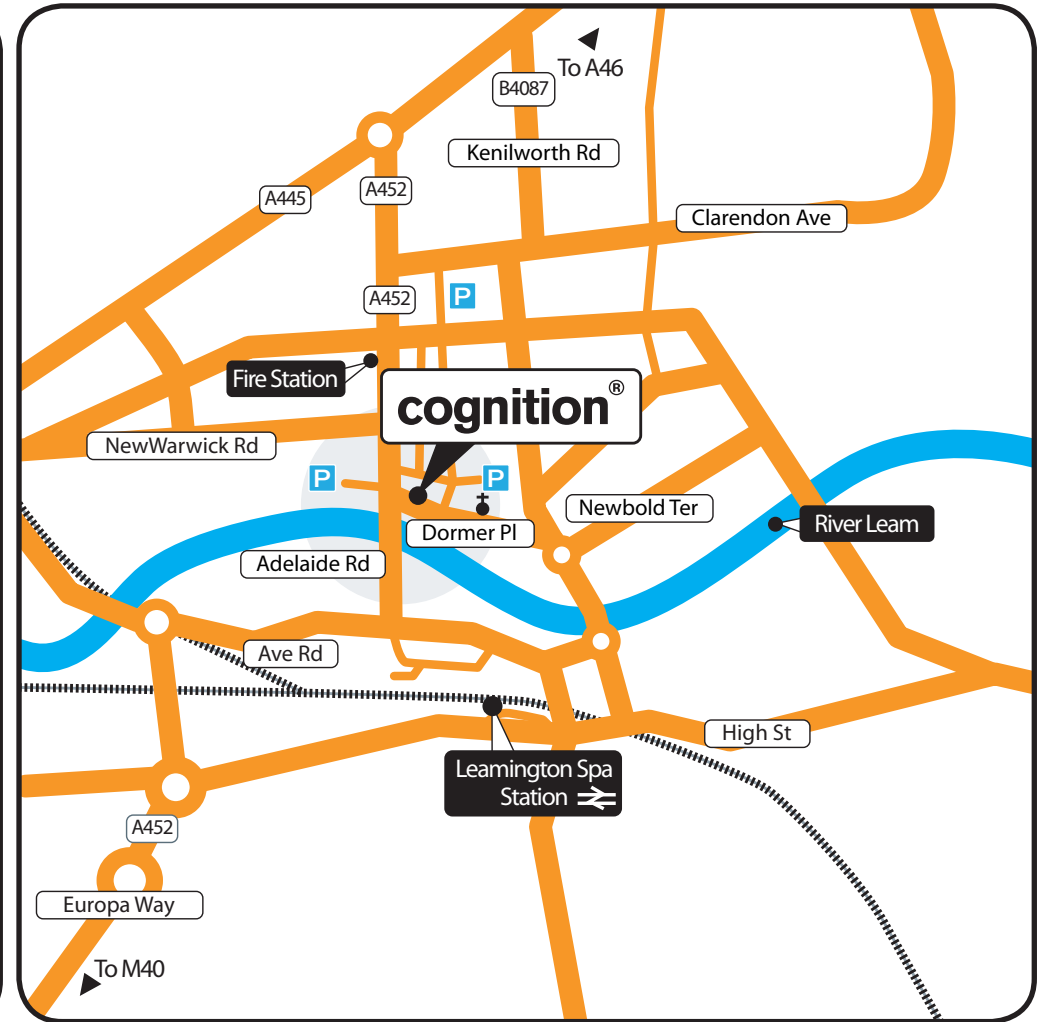 To A46
B4087
Kenilworth Rd
A445
A452
Clarendon Ave
A452
P
Fire Station
cognition®
NewWarwick Rd
P
P
Newbold Ter
Dormer Pl
River Leam
Adelaide Rd
Ave Rd
High St
Leamington Spa
Station
A452
Europa Way
To M40